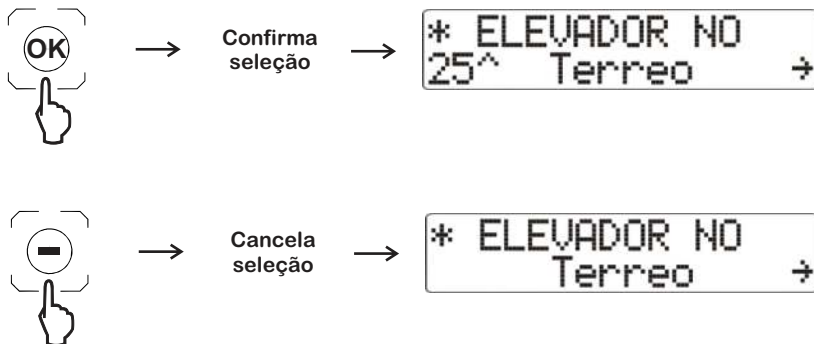 OK
Confirma
seleção
* ELEVADOR NO
25^ Terreo →
Cancela
seleção
* ELEVADOR NO
Terreo →